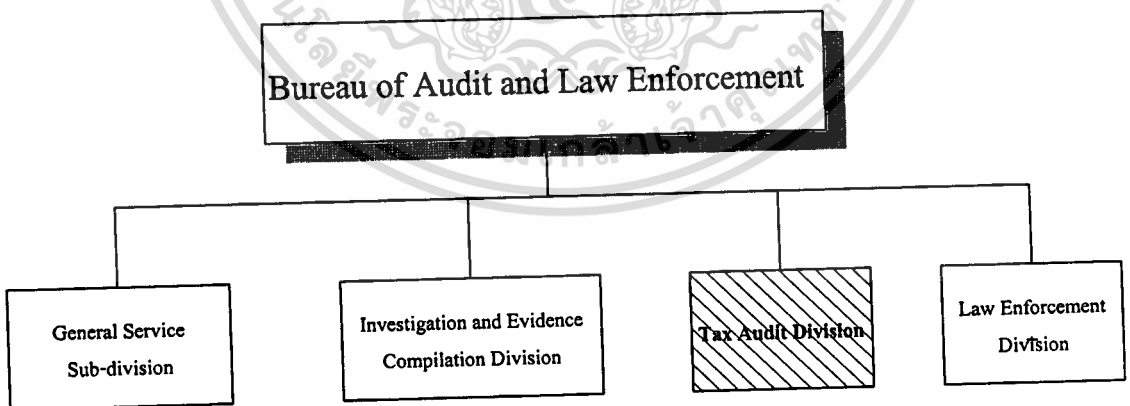 Bureau of Audit and Law Enforcement
General Service
Sub-division
Investigation and Evidence
Compilation Division
Tax Audit Division
Law Enforcement
Division